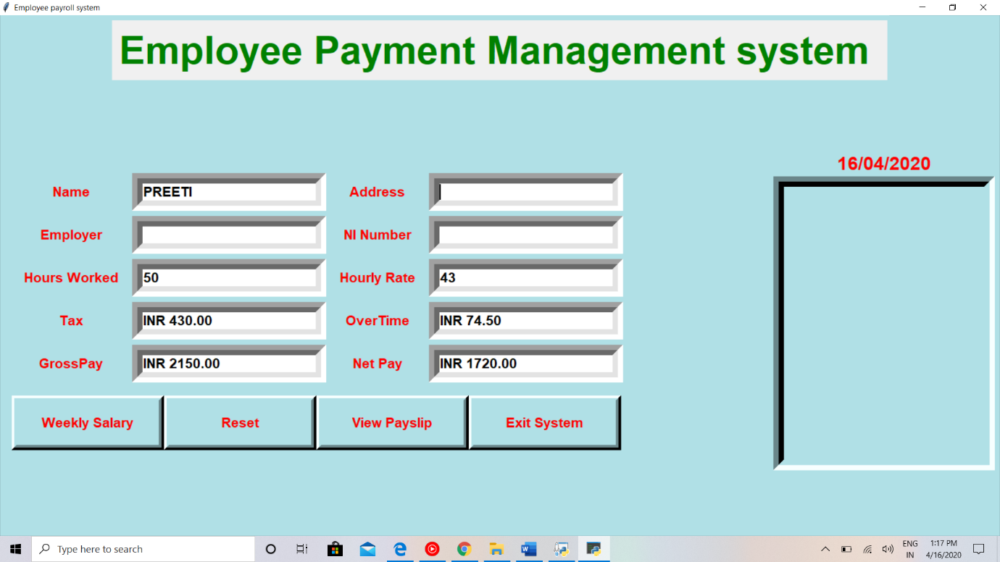 Employee payroll system
Employee Payment Management system
16/04/2020
Name PREETI Address
Employer NI Number
Hours Worked 50 Hourly Rate 43
Tax INR 430.00 OverTime INR 74.50
GrossPay INR 2150.00 Net Pay INR 1720.00
Weekly Salary Reset View Payslip Exit System
Type here to search
ENG 1:17 PM
IN 4/16/2020